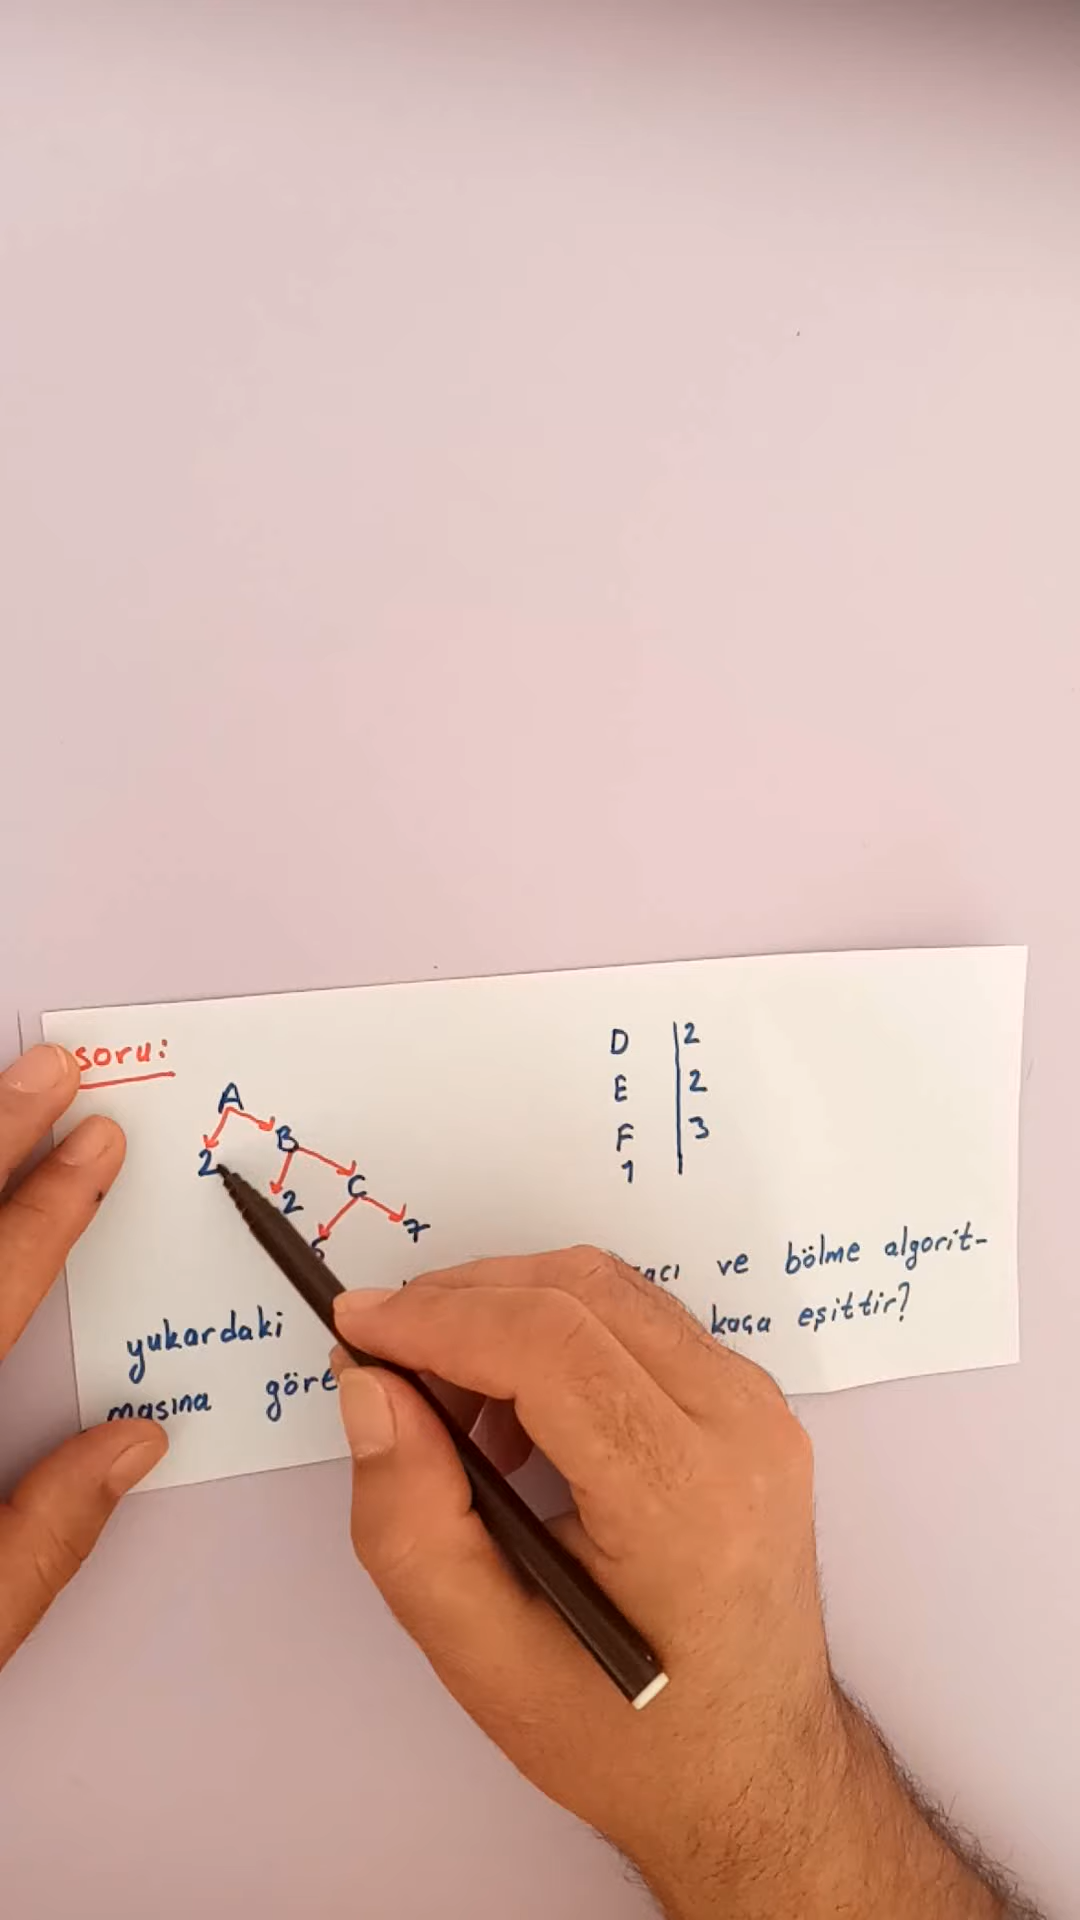 soru:
A
B
2
C
2
7
D 2
E 2
F 3
1
yukardaki ve bölme algorit-
masına göre kaça eşittir?